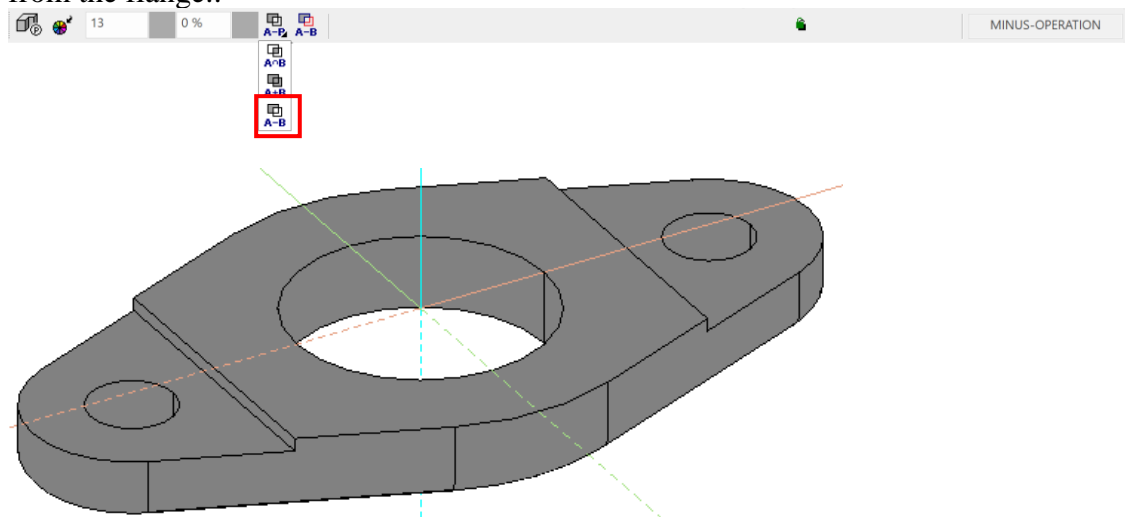 from the flange..
13 0 % A-P A-B MINUS-OPERATION
A∩B
A+B
A-B